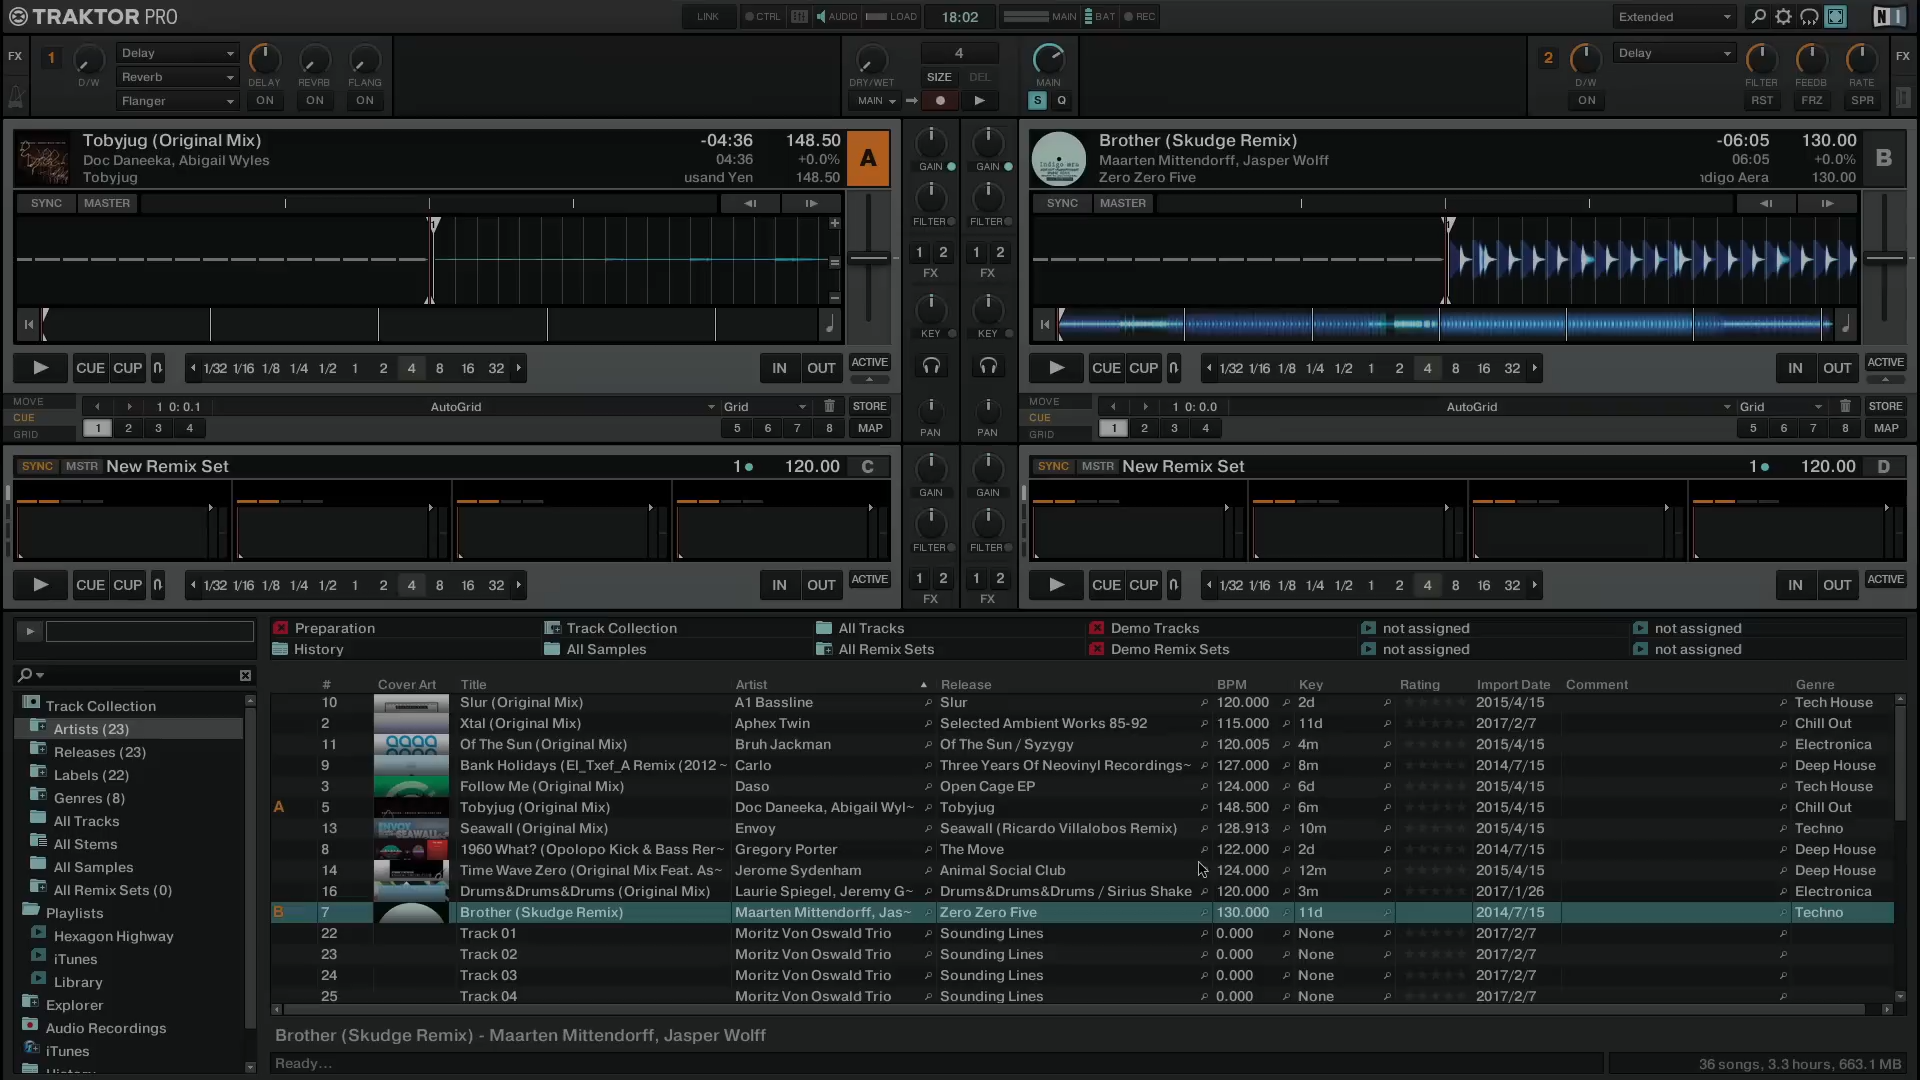 TRAKTOR PRO
LINK CTRL AUDIO LOAD 18:02 MAIN BAT REC Extended
FX 1 Delay Reverb Flanger D/W DELAY REVRB FLANG ON ON ON
DRY/WET MAIN 4 SIZE DEL MAIN S Q
2 D/W ON Delay FILTER FEEDB RATE RST FRZ SPR FX
Tobyjug (Original Mix) -04:36 148.50 A
Doc Daneeka, Abigail Wyles 04:36 +0.0%
Tobyjug usand Yen 148.50
SYNC MASTER
CUE CUP 1/32 1/16 1/8 1/4 1/2 1 2 4 8 16 32 IN OUT ACTIVE
MOVE CUE GRID 1 0: 0.1 AutoGrid Grid STORE
1 2 3 4 5 6 7 8 MAP
GAIN GAIN
FILTER FILTER
1 2 1 2
FX FX
KEY KEY
PAN PAN
Brother (Skudge Remix) -06:05 130.00 B
Maarten Mittendorff, Jasper Wolff 06:05 +0.0%
Zero Zero Five ndigo Aera 130.00
SYNC MASTER
CUE CUP 1/32 1/16 1/8 1/4 1/2 1 2 4 8 16 32 IN OUT ACTIVE
MOVE CUE GRID 1 0: 0.0 AutoGrid Grid STORE
1 2 3 4 5 6 7 8 MAP
SYNC MSTR New Remix Set 1 120.00 C
CUE CUP 1/32 1/16 1/8 1/4 1/2 1 2 4 8 16 32 IN OUT ACTIVE
GAIN GAIN
FILTER FILTER
1 2 1 2
FX FX
SYNC MSTR New Remix Set 1 120.00 D
CUE CUP 1/32 1/16 1/8 1/4 1/2 1 2 4 8 16 32 IN OUT ACTIVE
Preparation Track Collection All Tracks Demo Tracks not assigned not assigned
History All Samples All Remix Sets Demo Remix Sets not assigned not assigned
Track Collection
Artists (23)
Releases (23)
Labels (22)
Genres (8)
All Tracks
All Stems
All Samples
All Remix Sets (0)
Playlists
Hexagon Highway
iTunes
Library
Explorer
Audio Recordings
iTunes
History
# Cover Art Title Artist Release BPM Key Rating Import Date Comment Genre
10 Slur (Original Mix) A1 Bassline Slur 120.000 2d 2015/4/15 Tech House
2 Xtal (Original Mix) Aphex Twin Selected Ambient Works 85-92 115.000 11d 2017/2/7 Chill Out
11 Of The Sun (Original Mix) Bruh Jackman Of The Sun / Syzygy 120.005 4m 2015/4/15 Electronica
9 Bank Holidays (El_Txef_A Remix (2012 ~ Carlo Three Years Of Neovinyl Recordings~ 127.000 8m 2014/7/15 Deep House
3 Follow Me (Original Mix) Daso Open Cage EP 124.000 6d 2015/4/15 Tech House
A 5 Tobyjug (Original Mix) Doc Daneeka, Abigail Wyl~ Tobyjug 148.500 6m 2015/4/15 Chill Out
13 Seawall (Original Mix) Envoy Seawall (Ricardo Villalobos Remix) 128.913 10m 2015/4/15 Techno
8 1960 What? (Opolopo Kick & Bass Rer~ Gregory Porter The Move 122.000 2d 2014/7/15 Deep House
14 Time Wave Zero (Original Mix Feat. As~ Jerome Sydenham Animal Social Club 124.000 12m 2015/4/15 Deep House
16 Drums&Drums&Drums (Original Mix) Laurie Spiegel, Jeremy G~ Drums&Drums&Drums / Sirius Shake 120.000 3m 2017/1/26 Electronica
B 7 Brother (Skudge Remix) Maarten Mittendorff, Jas~ Zero Zero Five 130.000 11d 2014/7/15 Techno
22 Track 01 Moritz Von Oswald Trio Sounding Lines 0.000 None 2017/2/7
23 Track 02 Moritz Von Oswald Trio Sounding Lines 0.000 None 2017/2/7
24 Track 03 Moritz Von Oswald Trio Sounding Lines 0.000 None 2017/2/7
25 Track 04 Moritz Von Oswald Trio Sounding Lines 0.000 None 2017/2/7
Brother (Skudge Remix) - Maarten Mittendorff, Jasper Wolff
Ready... 36 songs, 3.3 hours, 663.1 MB